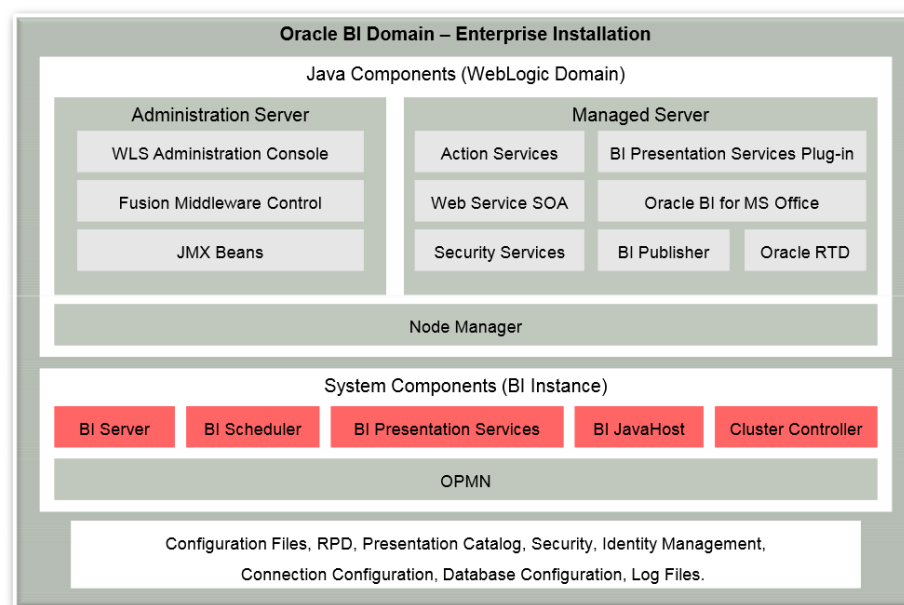 Oracle BI Domain – Enterprise Installation
Java Components (WebLogic Domain)
Administration Server
WLS Administration Console
Fusion Middleware Control
JMX Beans
Managed Server
Action Services
BI Presentation Services Plug-in
Web Service SOA
Oracle BI for MS Office
Security Services
BI Publisher
Oracle RTD
Node Manager
System Components (BI Instance)
BI Server
BI Scheduler
BI Presentation Services
BI JavaHost
Cluster Controller
OPMN
Configuration Files, RPD, Presentation Catalog, Security, Identity Management,
Connection Configuration, Database Configuration, Log Files.